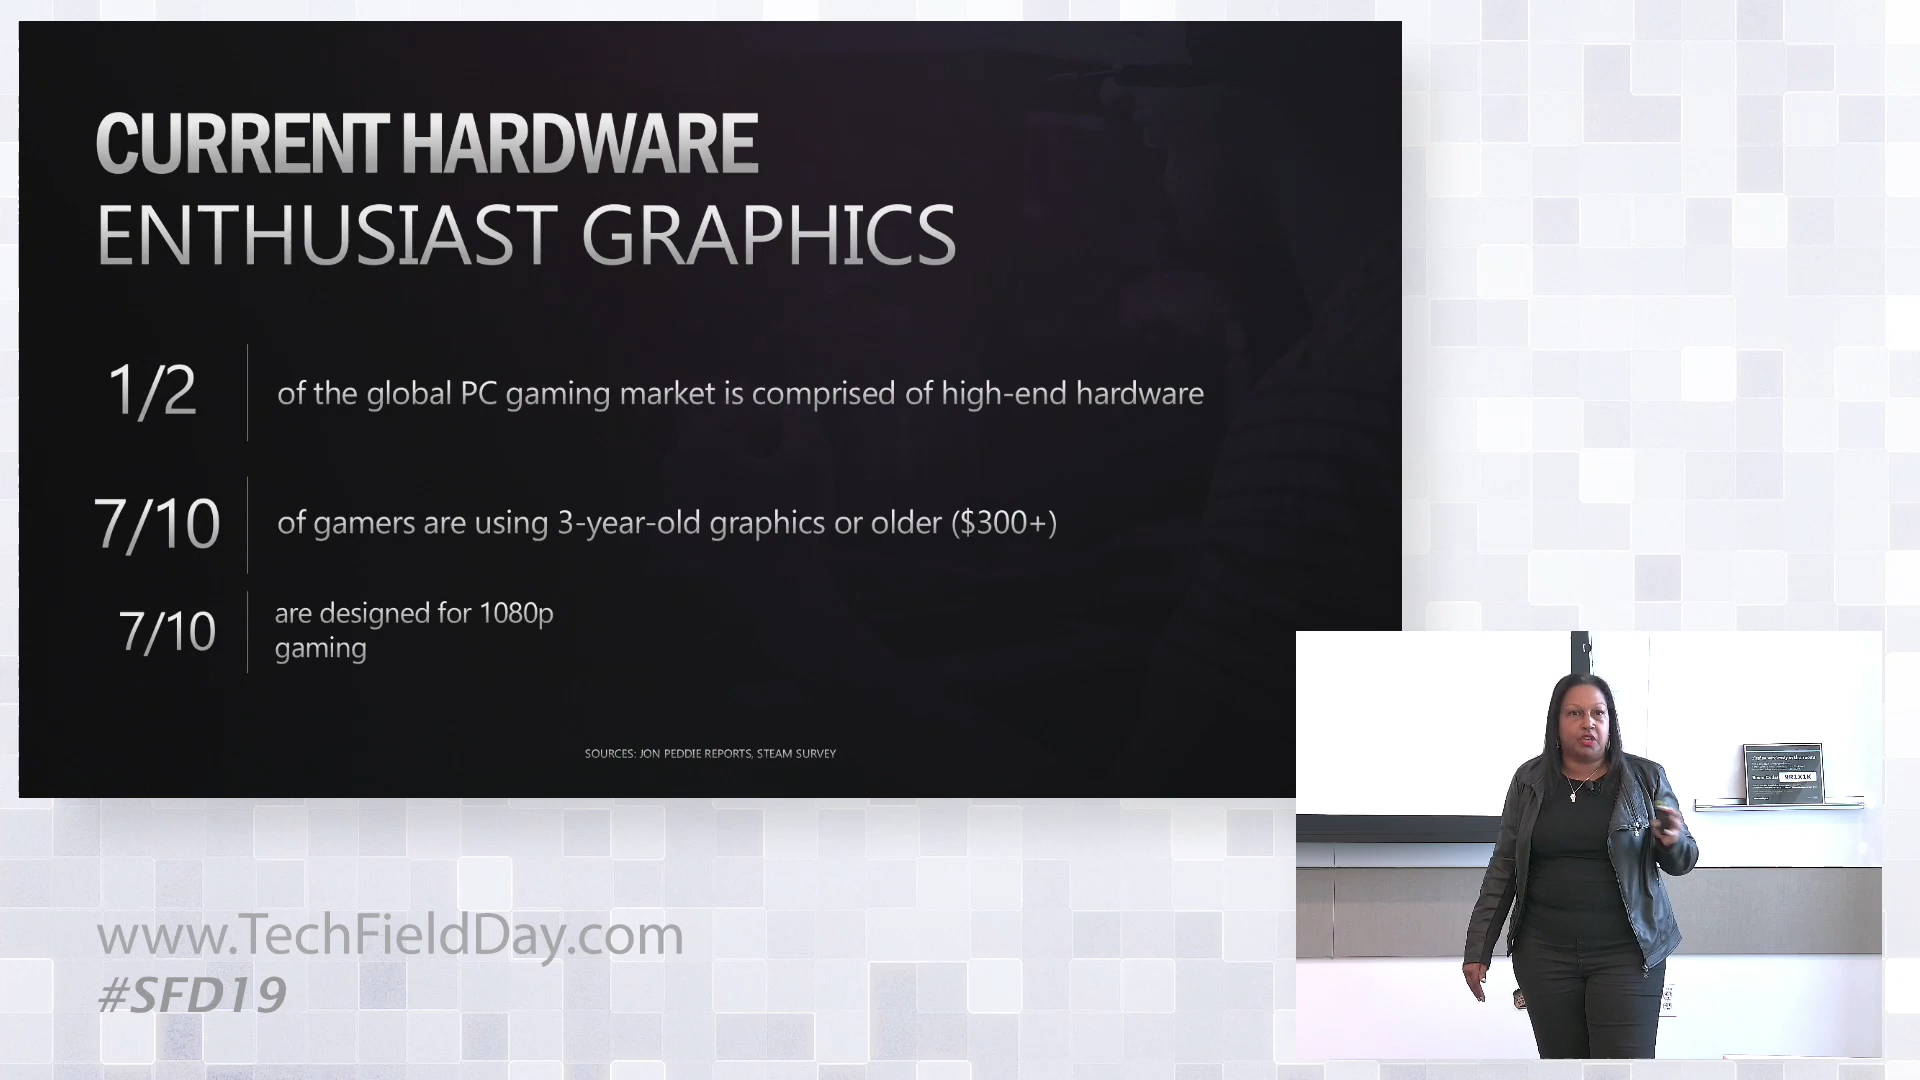 CURRENT HARDWARE
ENTHUSIAST GRAPHICS
1/2
of the global PC gaming market is comprised of high-end hardware
7/10
of gamers are using 3-year-old graphics or older ($300+)
7/10
are designed for 1080p
gaming
SOURCES: JON PEDDIE REPORTS, STEAM SURVEY
9R1X1K
www.TechFieldDay.com
#SFD19